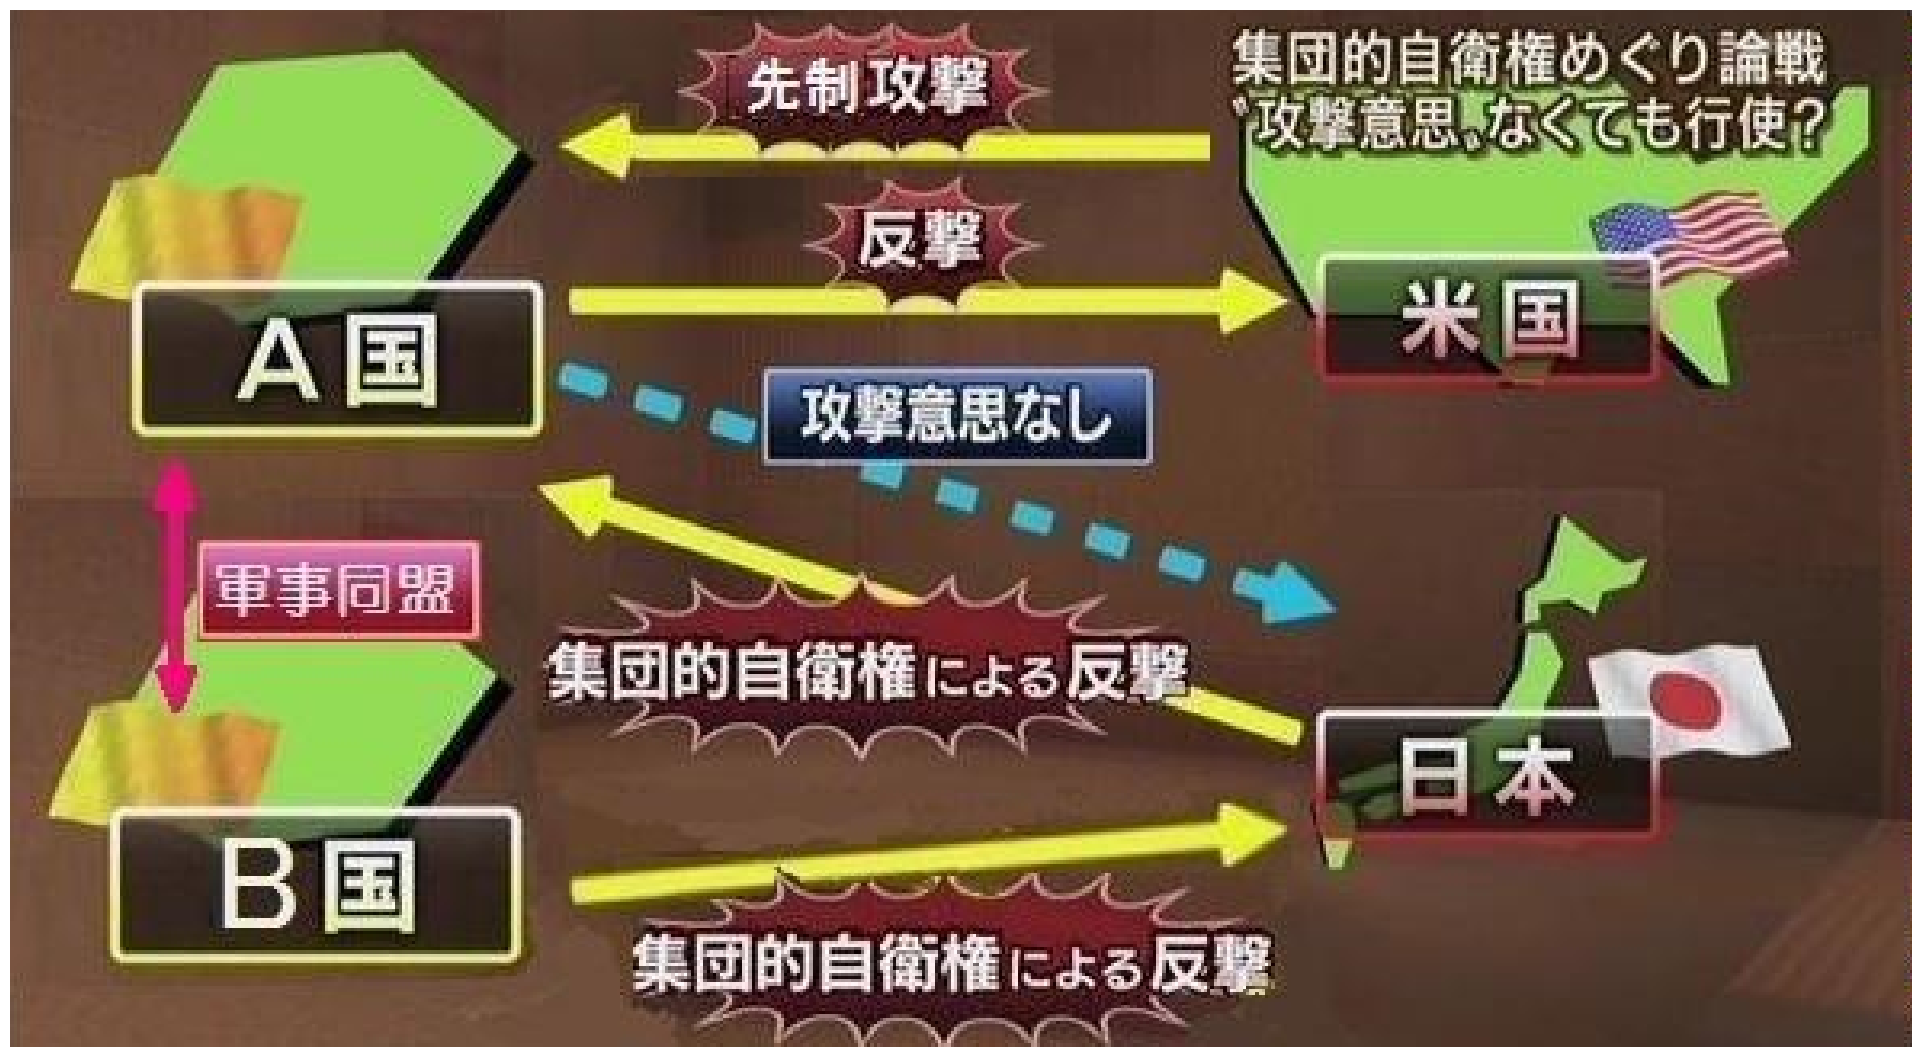 集団的自衛権めぐり論戦
〝攻撃意思〟なくても行使?
先制攻撃
反撃
A国
米国
攻撃意思なし
軍事同盟
集団的自衛権による反撃
日本
B国
集団的自衛権による反撃